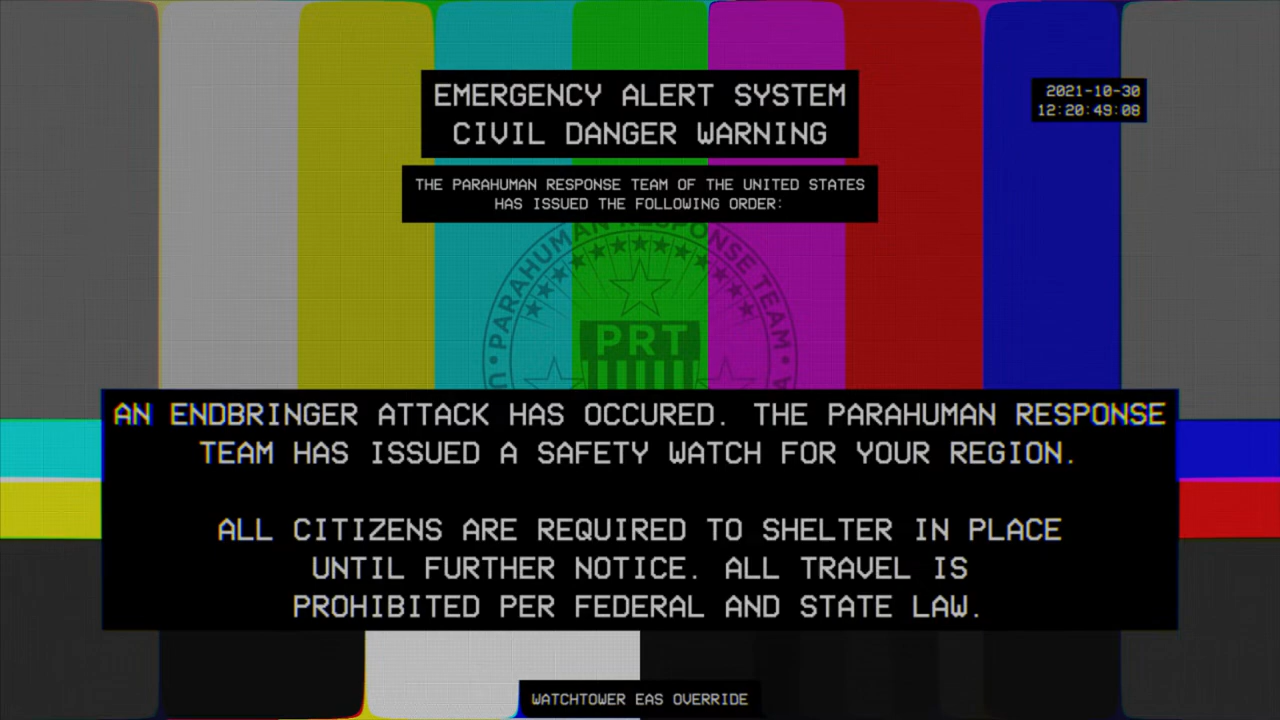 EMERGENCY ALERT SYSTEM
CIVIL DANGER WARNING
2021-10-30
12:20:49:08
THE PARAHUMAN RESPONSE TEAM OF THE UNITED STATES
HAS ISSUED THE FOLLOWING ORDER:
PARAHUMAN RESPONSE TEAM
PRT
AN ENDBRINGER ATTACK HAS OCCURED. THE PARAHUMAN RESPONSE
TEAM HAS ISSUED A SAFETY WATCH FOR YOUR REGION.
ALL CITIZENS ARE REQUIRED TO SHELTER IN PLACE
UNTIL FURTHER NOTICE. ALL TRAVEL IS
PROHIBITED PER FEDERAL AND STATE LAW.
WATCHTOWER EAS OVERRIDE